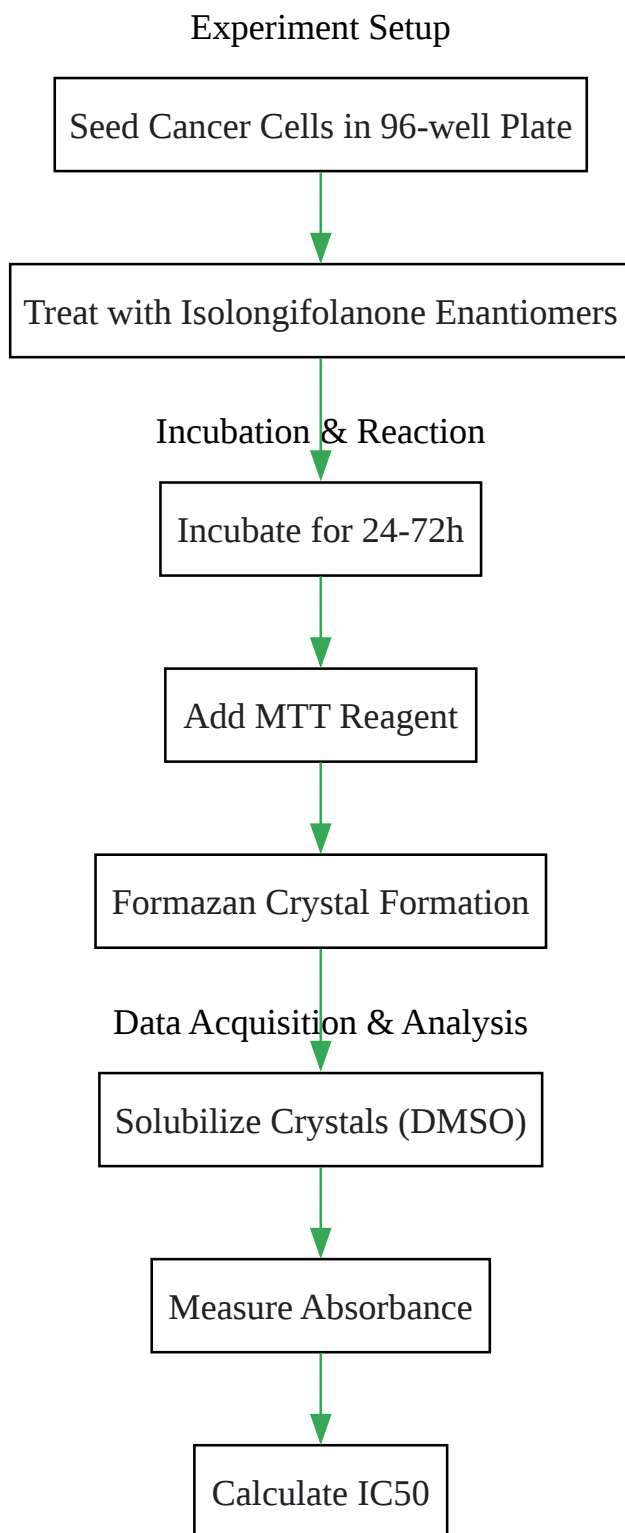 Experiment Setup
Seed Cancer Cells in 96-well Plate
Treat with Isolongifolanone Enantiomers
Incubation & Reaction
Incubate for 24-72h
Add MTT Reagent
Formazan Crystal Formation
Data Acquisition & Analysis
Solubilize Crystals (DMSO)
Measure Absorbance
Calculate IC50